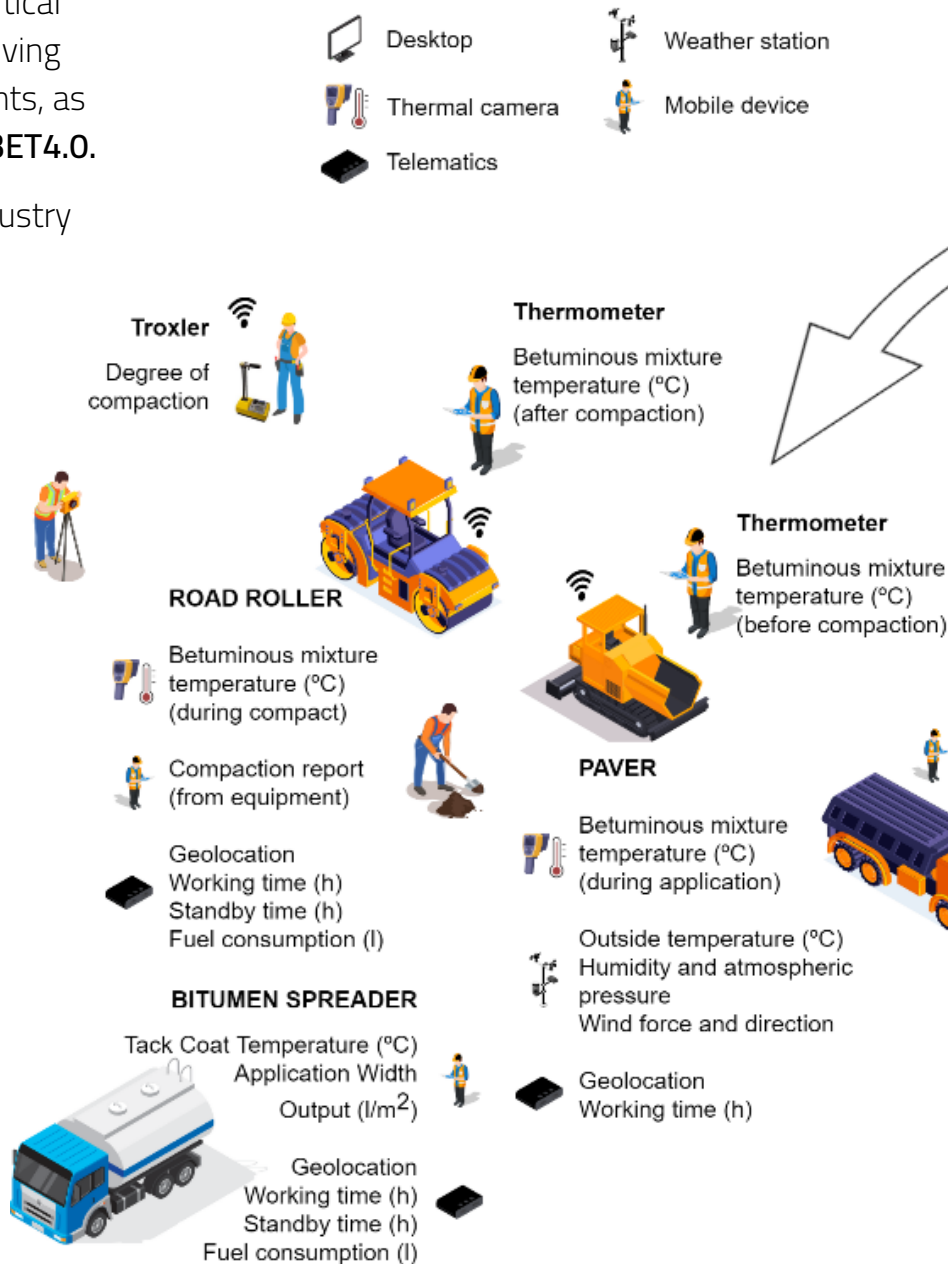 tical
ving
nts, as
BET4.0.
ustry
Desktop
Weather station
Thermal camera
Mobile device
Telematics
Troxler
Degree of
compaction
Thermometer
Betuminous mixture
temperature (ºC)
(after compaction)
Thermometer
Betuminous mixture
temperature (ºC)
(before compaction)
ROAD ROLLER
Betuminous mixture
temperature (ºC)
(during compact)
Compaction report
(from equipment)
Geolocation
Working time (h)
Standby time (h)
Fuel consumption (l)
PAVER
Betuminous mixture
temperature (ºC)
(during application)
Outside temperature (ºC)
Humidity and atmospheric
pressure
Wind force and direction
Geolocation
Working time (h)
BITUMEN SPREADER
Tack Coat Temperature (ºC)
Application Width
Output (l/m²)
Geolocation
Working time (h)
Standby time (h)
Fuel consumption (l)